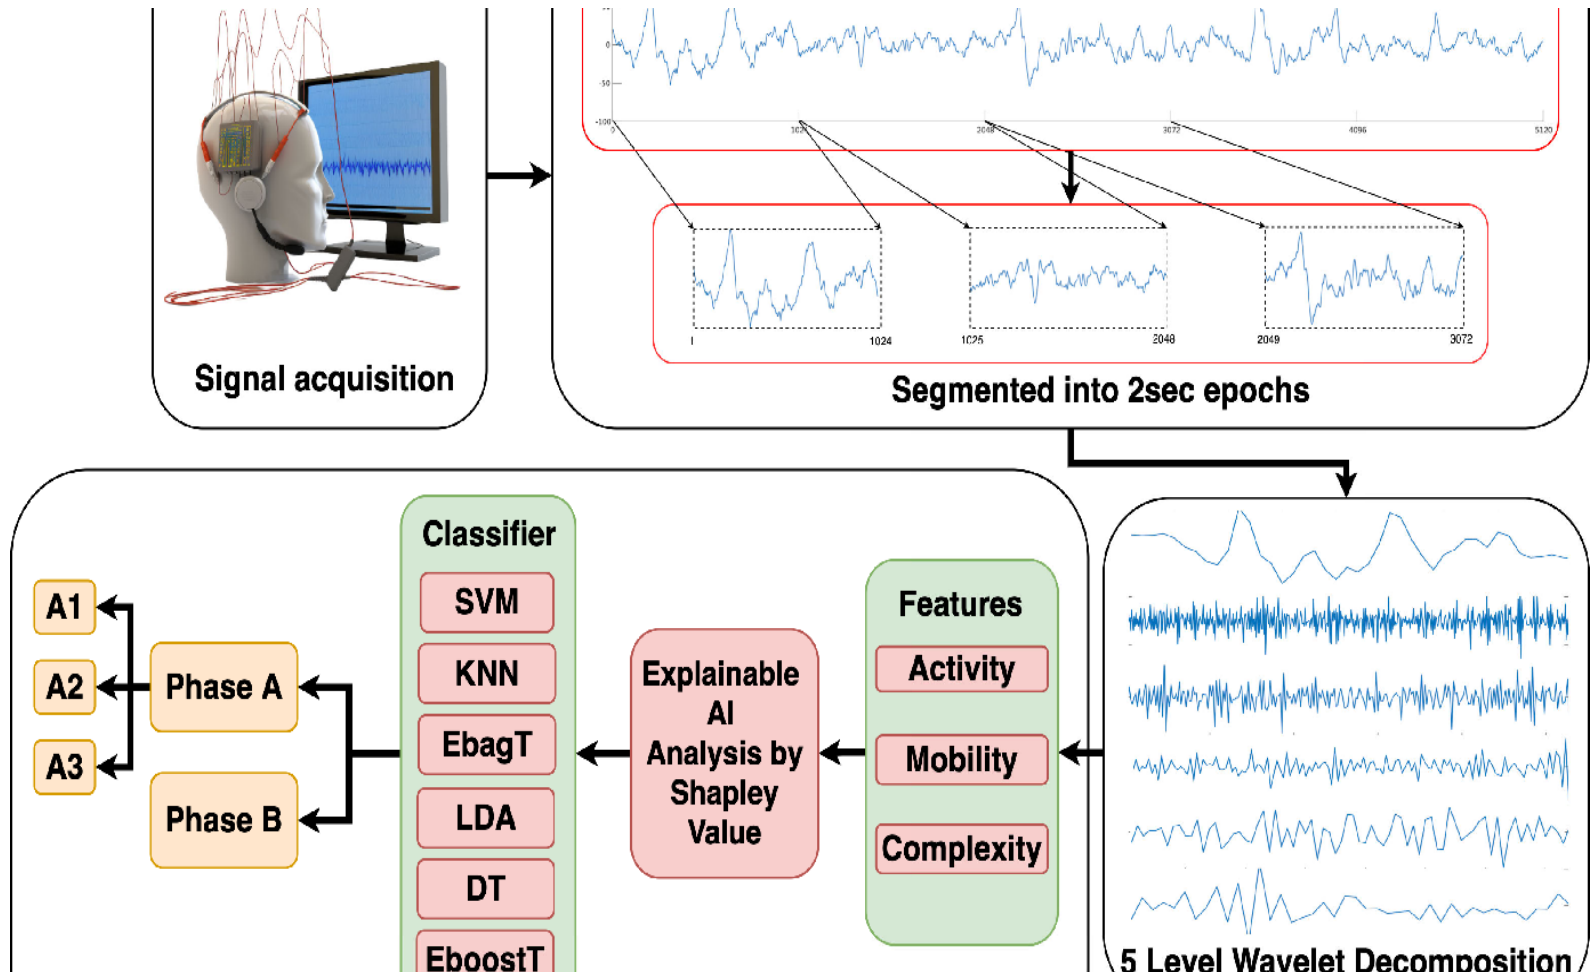 0
-50
-100
0
1024
2048
3072
4096
5120
1024
1025
2048
2049
3072
Signal acquisition
Segmented into 2sec epochs
Classifier
SVM
KNN
EbagT
LDA
DT
EboostT
A1
A2
A3
Phase A
Phase B
Explainable
AI
Analysis by
Shapley
Value
Features
Activity
Mobility
Complexity
5 Level Wavelet Decomposition